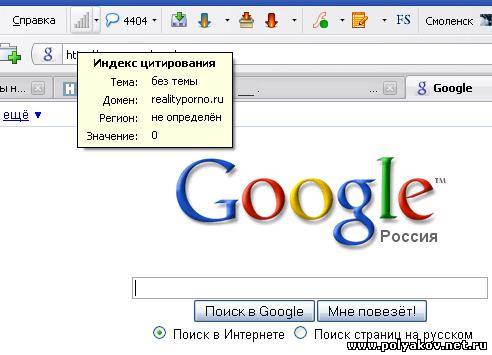 Справка
4404
FS
Смоленск
Индекс цитирования
Тема: без темы
Домен: realityporno.ru
Регион: не определён
Значение: 0
Google
ещё ▼
Google™
Россия
Поиск в Google
Мне повезёт!
Поиск в Интернете
Поиск страниц на русском
www.polyakov.net.ru